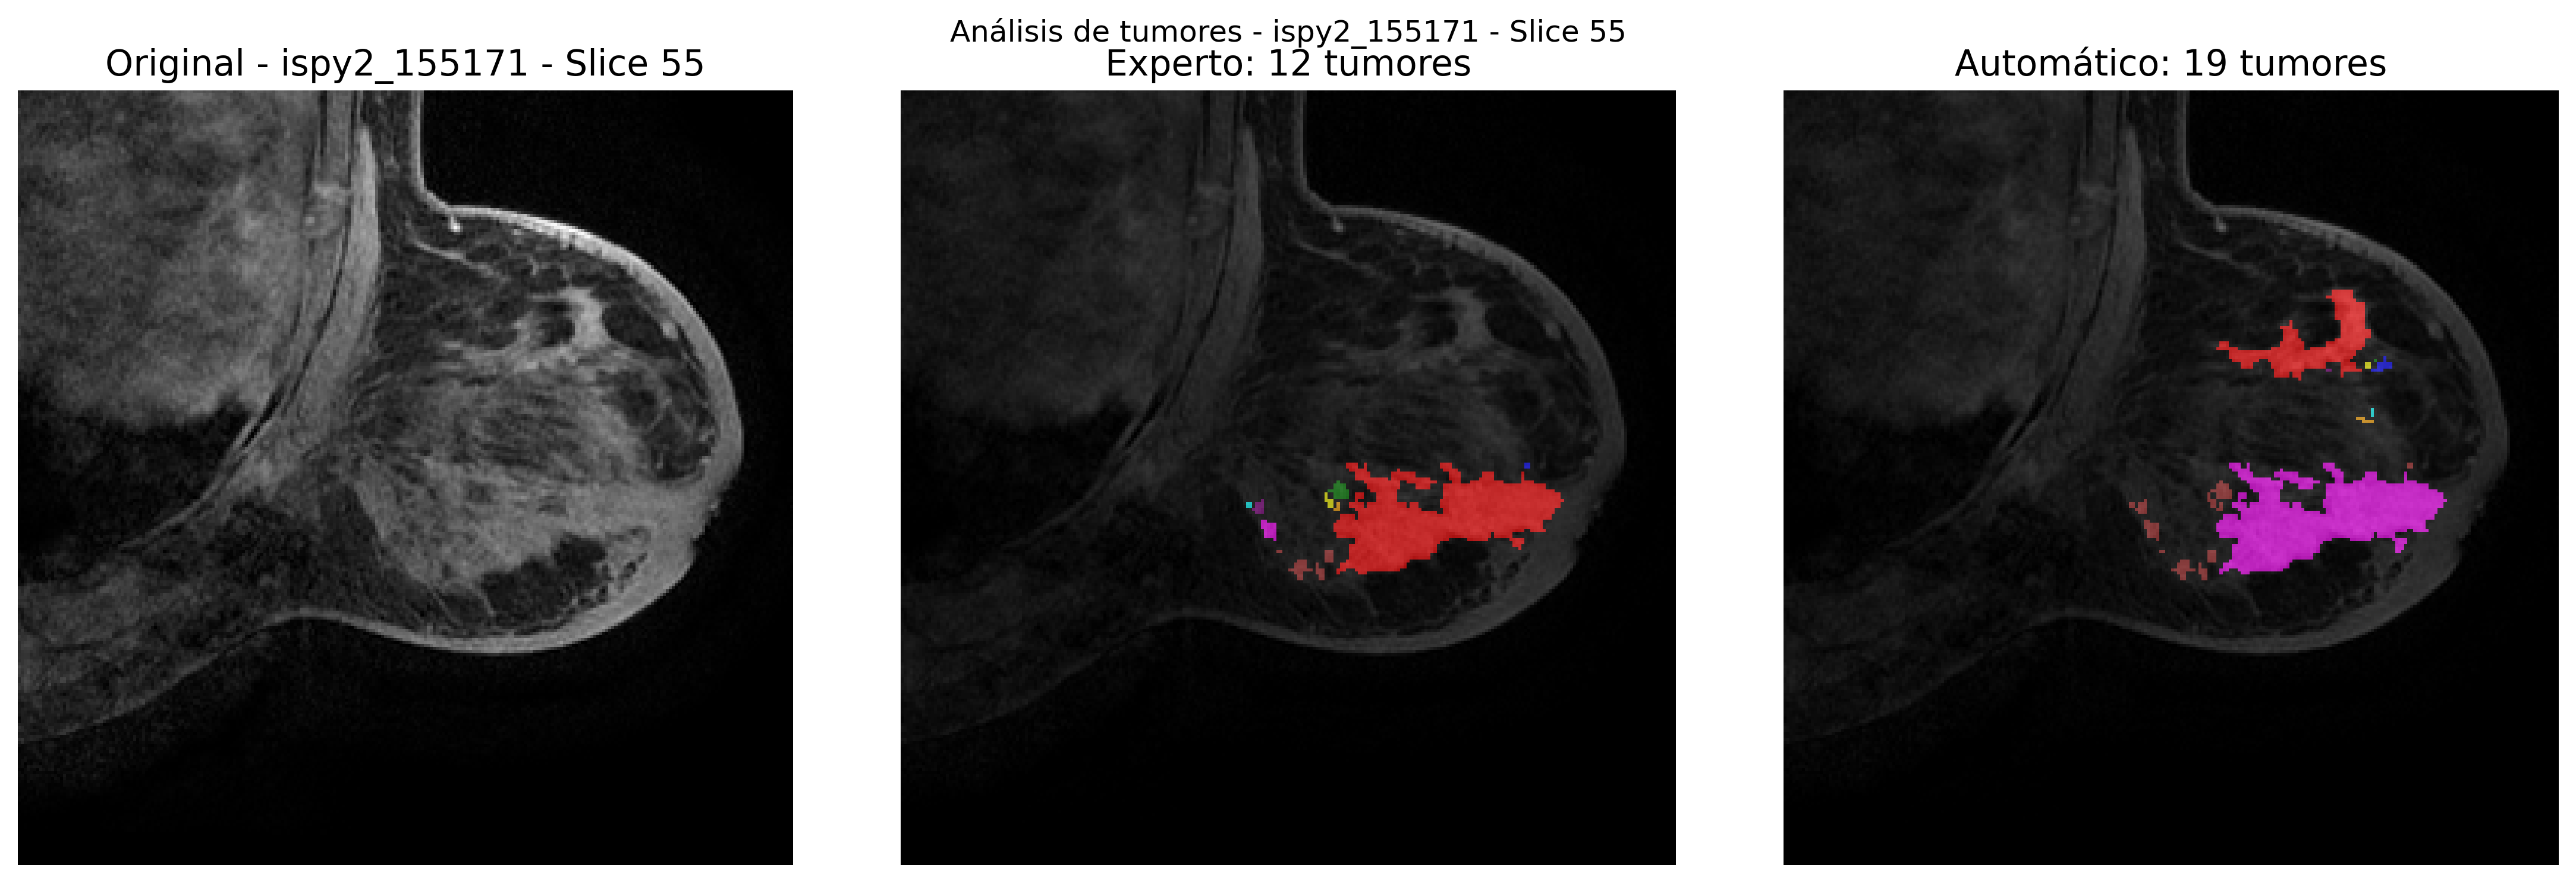 Análisis de tumores - ispy2_155171 - Slice 55
Original - ispy2_155171 - Slice 55
Experto: 12 tumores
Automático: 19 tumores